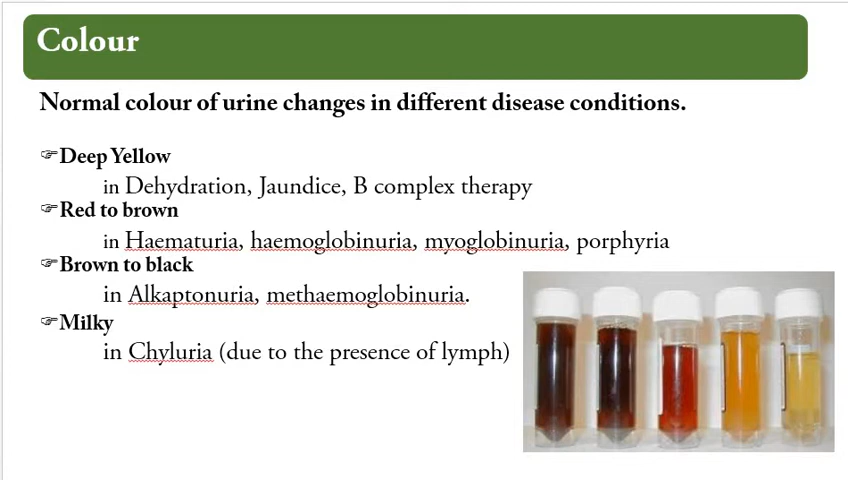 Colour
Normal colour of urine changes in different disease conditions.
☞Deep Yellow
in Dehydration, Jaundice, B complex therapy
☞Red to brown
in Haematuria, haemoglobinuria, myoglobinuria, porphyria
☞Brown to black
in Alkaptonuria, methaemoglobinuria.
☞Milky
in Chyluria (due to the presence of lymph)